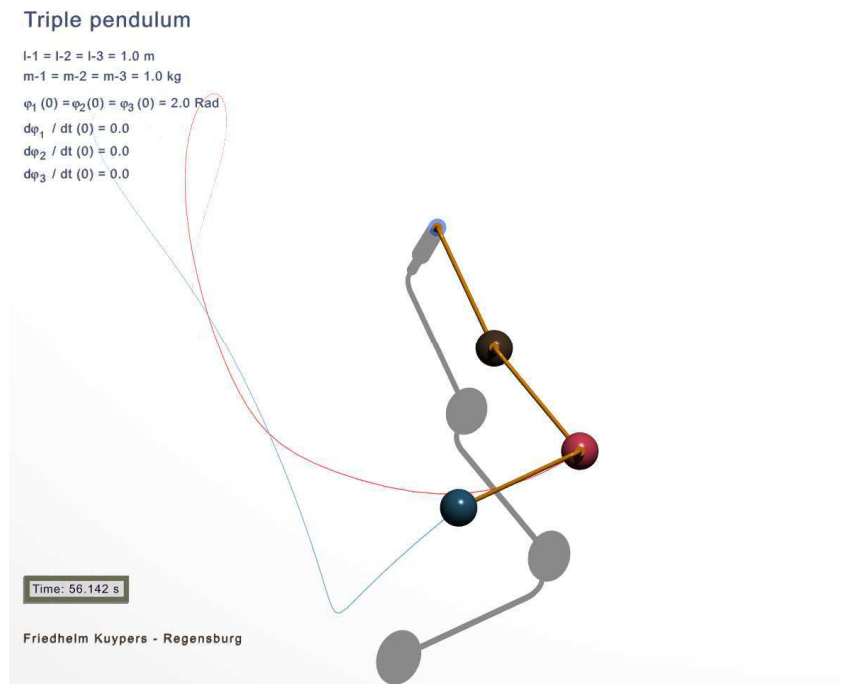 Triple pendulum
l-1 = l-2 = l-3 = 1.0 m
m-1 = m-2 = m-3 = 1.0 kg
φ₁ (0) =φ₂(0) = φ₃ (0) = 2.0 Rad
dφ₁ / dt (0) = 0.0
dφ₂ / dt (0) = 0.0
dφ₃ / dt (0) = 0.0
Time: 56.142 s
Friedhelm Kuypers - Regensburg